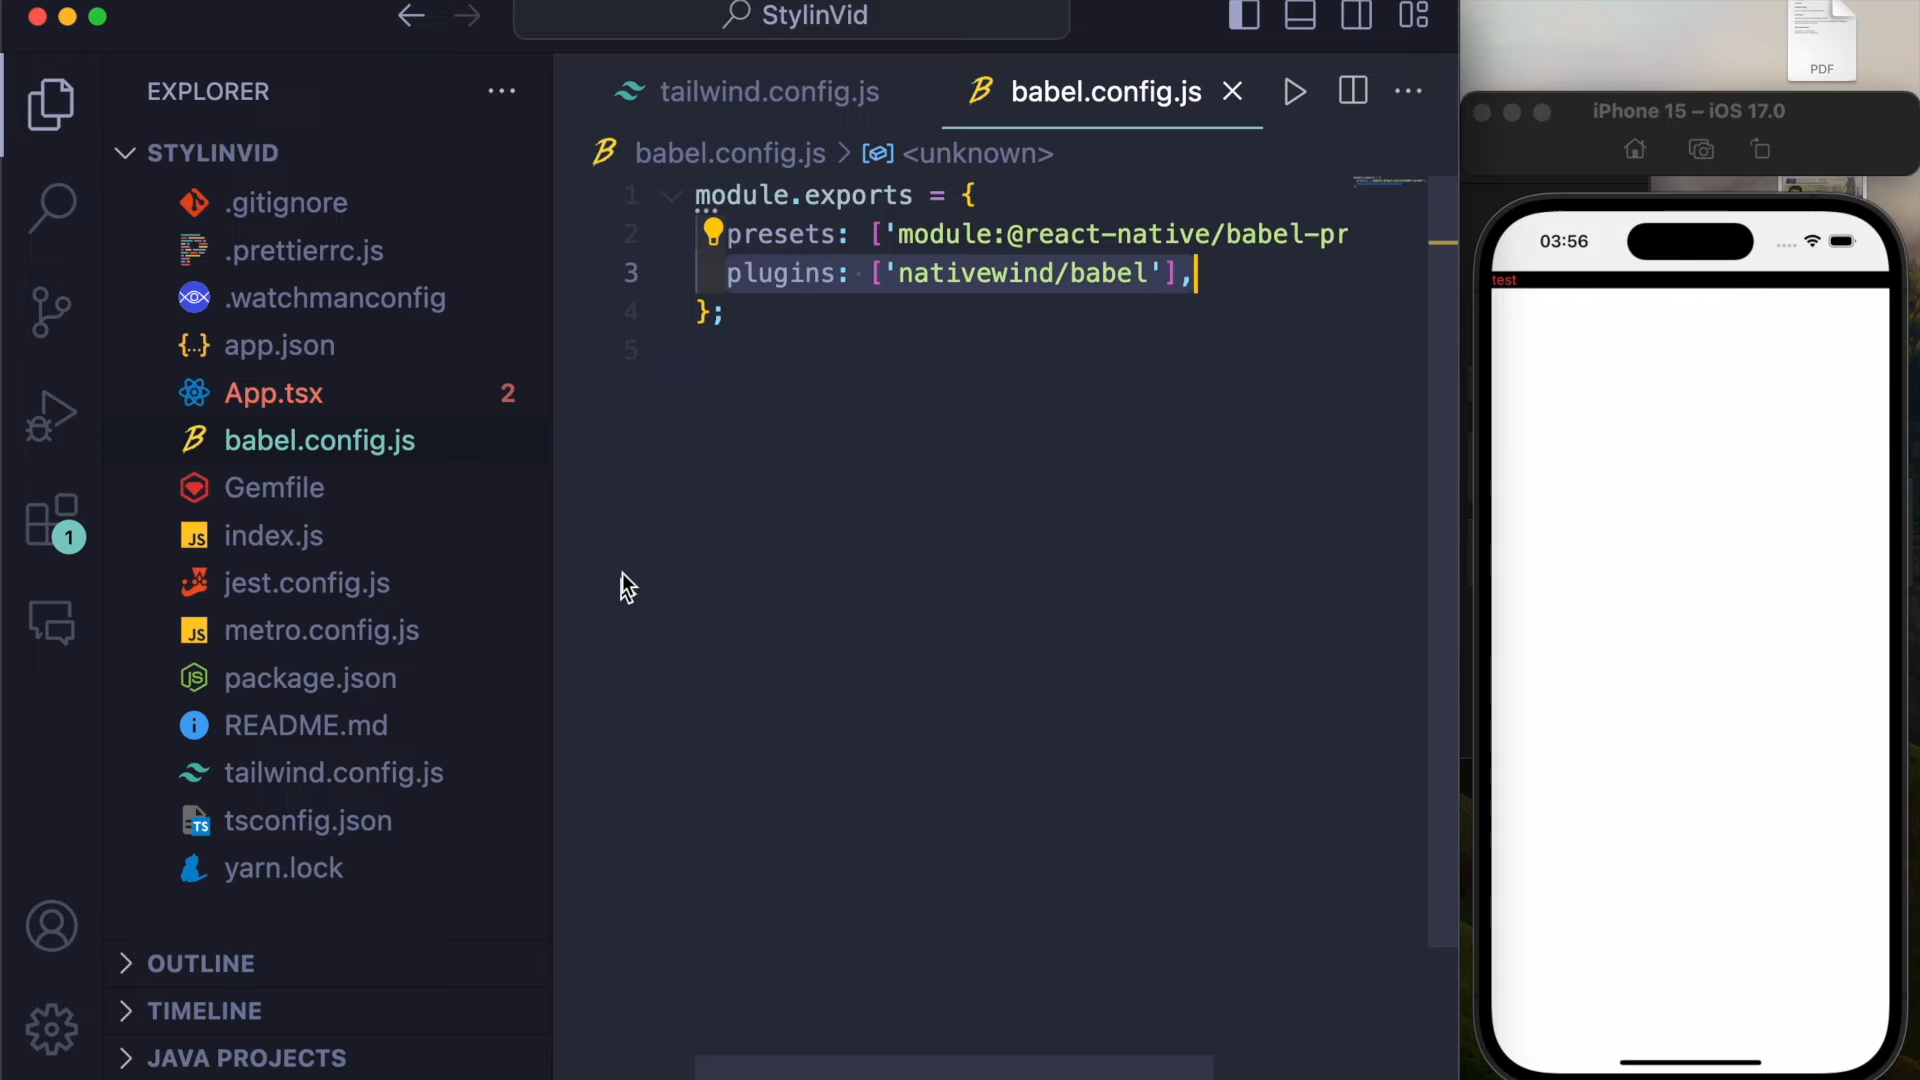 StylinVid
EXPLORER
STYLINVID
.gitignore
.prettierrc.js
.watchmanconfig
app.json
App.tsx 2
babel.config.js
Gemfile
index.js
jest.config.js
metro.config.js
package.json
README.md
tailwind.config.js
tsconfig.json
yarn.lock
OUTLINE
TIMELINE
JAVA PROJECTS
1
tailwind.config.js
babel.config.js
babel.config.js > <unknown>
1 module.exports = {
2 presets: ['module:@react-native/babel-pr
3 plugins: ['nativewind/babel'],
4 };
5
PDF
iPhone 15 – iOS 17.0
03:56
test